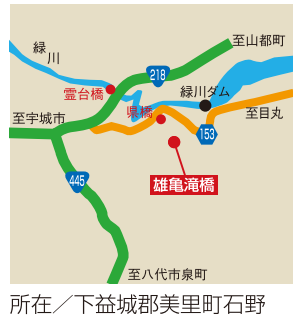 緑川
至山都町
218
霊台橋
緑川ダム
県橋
至宇城市
至目丸
153
雄亀滝橋
445
至八代市泉町
所在／下益城郡美里町石野